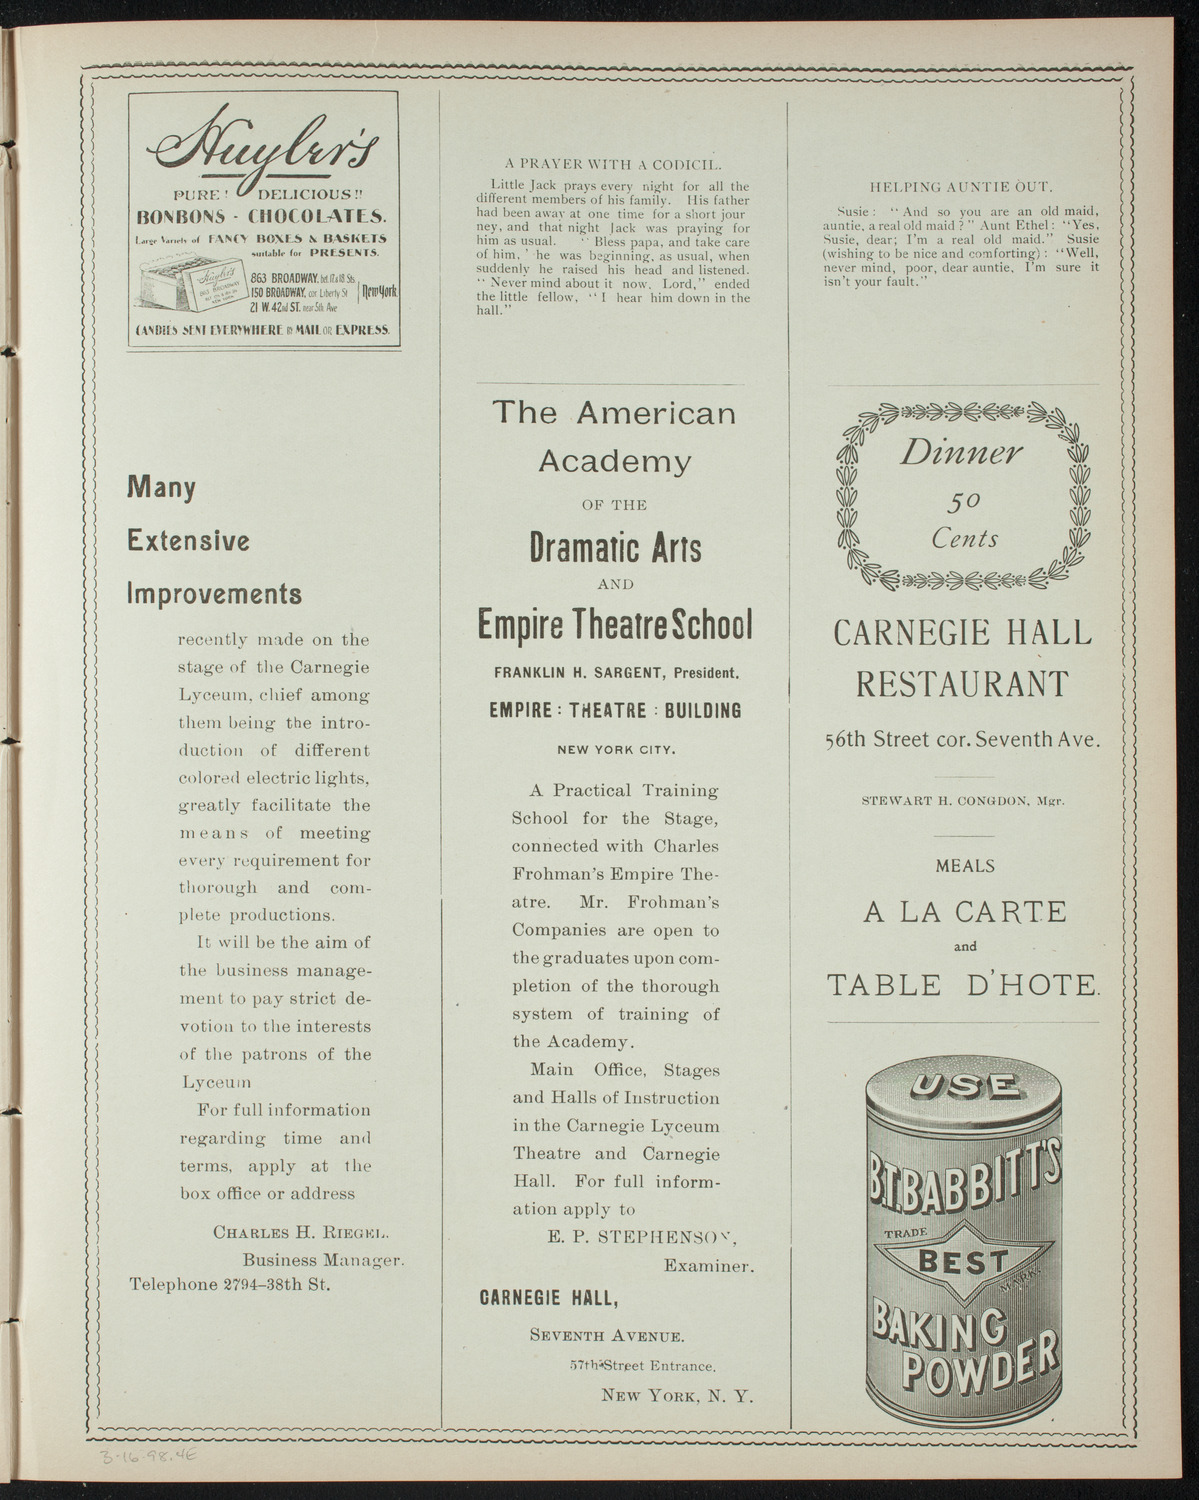 Huyler's
PURE! DELICIOUS!!
BONBONS - CHOCOLATES.
Large Variety of FANCY BOXES & BASKETS
suitable for PRESENTS.
863 BROADWAY, bet. 17 & 18 Sts.
150 BROADWAY, cor. Liberty St
21 W. 42nd ST. near 5th Ave
New York
CANDIES SENT EVERYWHERE BY MAIL OR EXPRESS.
Many
Extensive
Improvements
recently made on the
stage of the Carnegie
Lyceum, chief among
them being the intro-
duction of different
colored electric lights,
greatly facilitate the
means of meeting
every requirement for
thorough and com-
plete productions.
It will be the aim of
the business manage-
ment to pay strict de-
votion to the interests
of the patrons of the
Lyceum
For full information
regarding time and
terms, apply at the
box office or address
CHARLES H. RIEGEL.
Business Manager.
Telephone 2794–38th St.
A PRAYER WITH A CODICIL.
Little Jack prays every night for all the
different members of his family. His father
had been away at one time for a short jour
ney, and that night Jack was praying for
him as usual. "Bless papa, and take care
of him,' he was beginning, as usual, when
suddenly he raised his head and listened.
"Never mind about it now, Lord," ended
the little fellow, "I hear him down in the
hall."
The American
Academy
OF THE
Dramatic Arts
AND
Empire Theatre School
FRANKLIN H. SARGENT, President.
EMPIRE : THEATRE : BUILDING
NEW YORK CITY.
A Practical Training
School for the Stage,
connected with Charles
Frohman's Empire The-
atre. Mr. Frohman's
Companies are open to
the graduates upon com-
pletion of the thorough
system of training of
the Academy.
Main Office, Stages
and Halls of Instruction
in the Carnegie Lyceum
Theatre and Carnegie
Hall. For full inform-
ation apply to
E. P. STEPHENSON,
Examiner.
CARNEGIE HALL,
SEVENTH AVENUE.
57th Street Entrance.
NEW YORK, N. Y.
HELPING AUNTIE OUT.
Susie: "And so you are an old maid,
auntie, a real old maid?" Aunt Ethel: "Yes,
Susie, dear; I'm a real old maid." Susie
(wishing to be nice and comforting): "Well,
never mind, poor, dear auntie, I'm sure it
isn't your fault."
Dinner
50
Cents
CARNEGIE HALL
RESTAURANT
56th Street cor. Seventh Ave.
STEWART H. CONGDON, Mgr.
MEALS
A LA CARTE
and
TABLE D'HOTE.
USE
B.T. BABBITT'S
TRADE
BEST
MARK.
BAKING
POWDER
3-16-98.4E